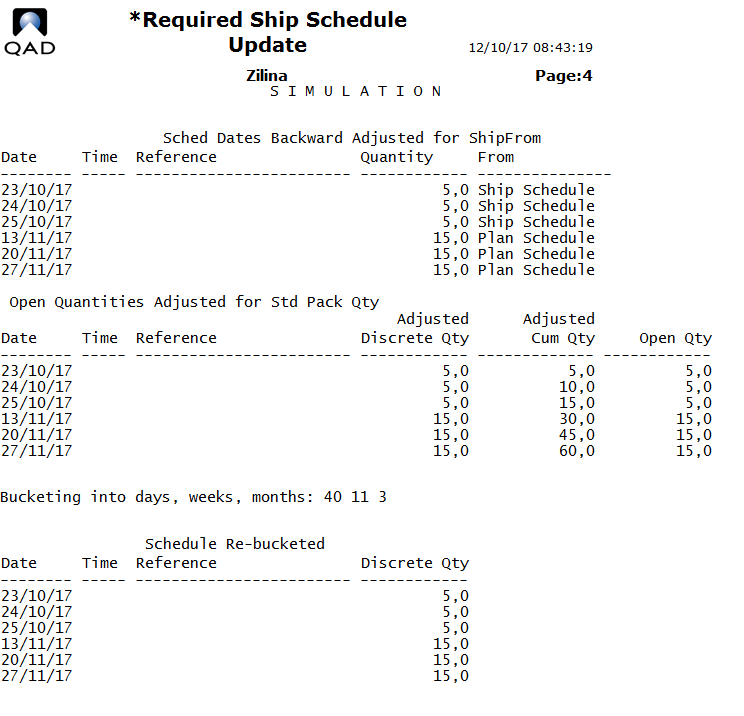 QAD
*Required Ship Schedule
Update
12/10/17 08:43:19
Zilina
Page:4
S I M U L A T I O N
Sched Dates Backward Adjusted for ShipFrom
Date Time Reference Quantity From
-------- ----- ------------------------ ------------ ---------------
23/10/17 5,0 Ship Schedule
24/10/17 5,0 Ship Schedule
25/10/17 5,0 Ship Schedule
13/11/17 15,0 Plan Schedule
20/11/17 15,0 Plan Schedule
27/11/17 15,0 Plan Schedule
Open Quantities Adjusted for Std Pack Qty
Adjusted Adjusted
Date Time Reference Discrete Qty Cum Qty Open Qty
-------- ----- ------------------------ ------------ ------------- ------------
23/10/17 5,0 5,0 5,0
24/10/17 5,0 10,0 5,0
25/10/17 5,0 15,0 5,0
13/11/17 15,0 30,0 15,0
20/11/17 15,0 45,0 15,0
27/11/17 15,0 60,0 15,0
Bucketing into days, weeks, months: 40 11 3
Schedule Re-bucketed
Date Time Reference Discrete Qty
-------- ----- ------------------------ ------------
23/10/17 5,0
24/10/17 5,0
25/10/17 5,0
13/11/17 15,0
20/11/17 15,0
27/11/17 15,0